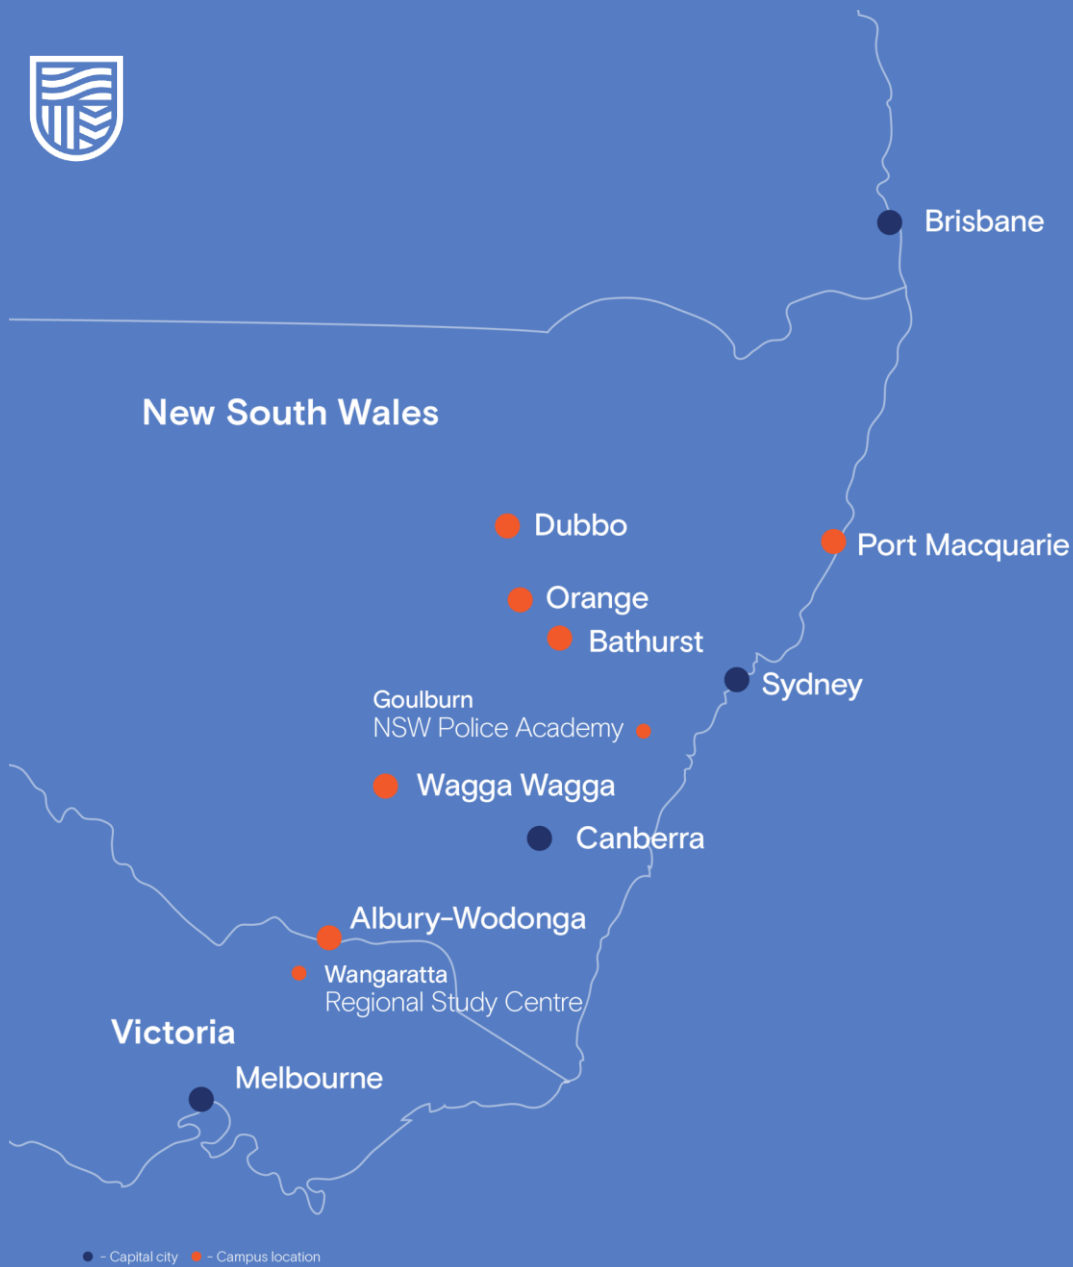 Brisbane
New South Wales
Dubbo
Port Macquarie
Orange
Bathurst
Sydney
Goulburn
NSW Police Academy
Wagga Wagga
Canberra
Albury-Wodonga
Wangaratta
Regional Study Centre
Victoria
Melbourne
- Capital city - Campus location